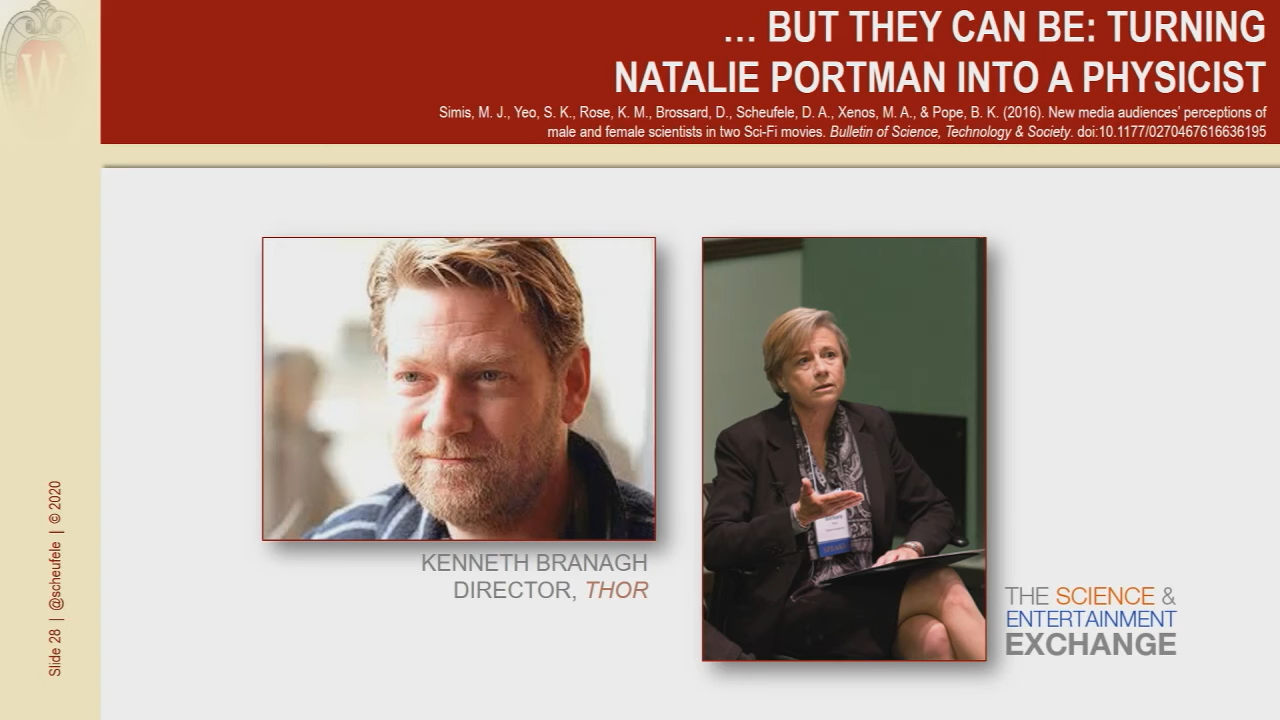 … BUT THEY CAN BE: TURNING
NATALIE PORTMAN INTO A PHYSICIST
Simis, M. J., Yeo, S. K., Rose, K. M., Brossard, D., Scheufele, D. A., Xenos, M. A., & Pope, B. K. (2016). New media audiences' perceptions of
male and female scientists in two Sci-Fi movies. Bulletin of Science, Technology & Society. doi:10.1177/0270467616636195
W
KENNETH BRANAGH
DIRECTOR, THOR
THE SCIENCE &
ENTERTAINMENT
EXCHANGE
Slide 28 | @scheufele | © 2020